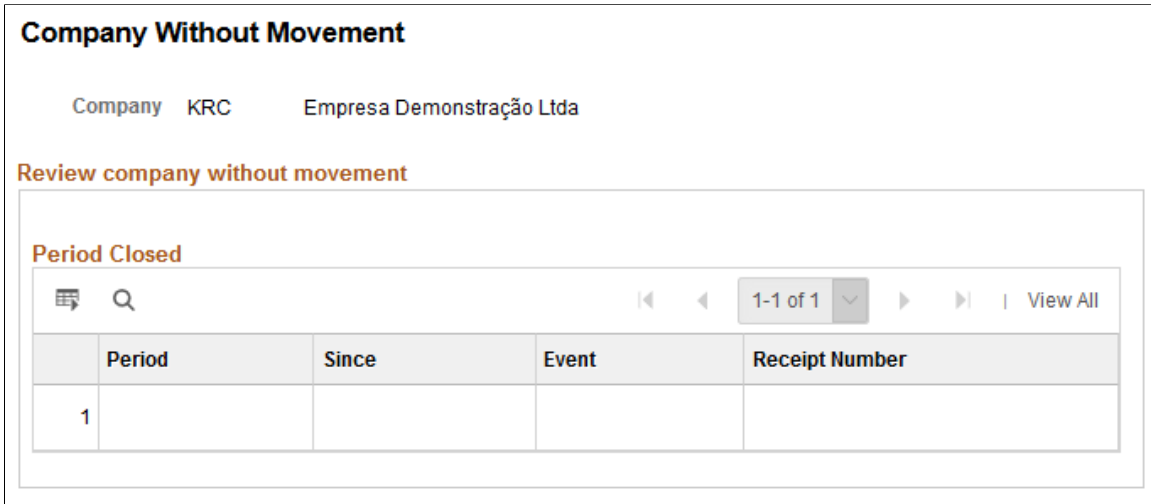 Company Without Movement
Company KRC Empresa Demonstração Ltda
Review company without movement
Period Closed
1-1 of 1 | View All
Period Since Event Receipt Number
1